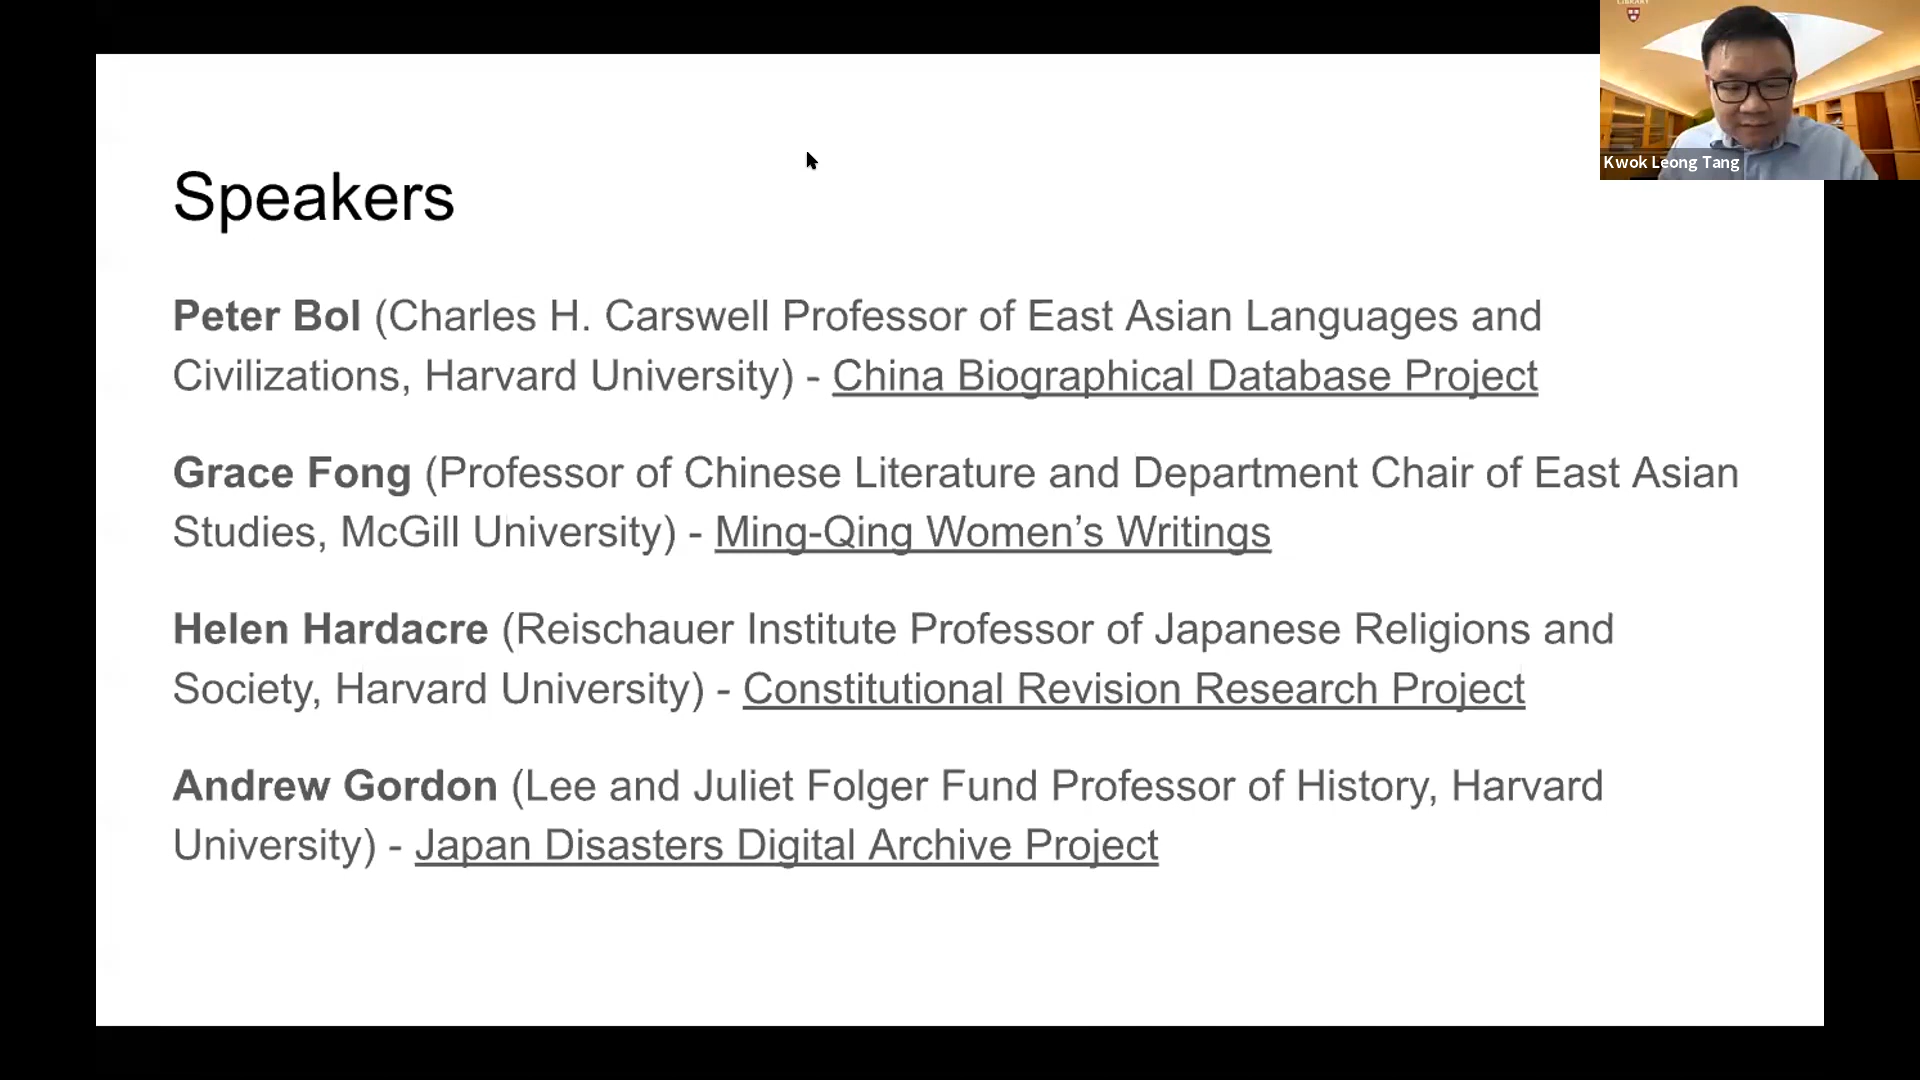 LIBRARY
Kwok Leong Tang
Speakers
Peter Bol (Charles H. Carswell Professor of East Asian Languages and
Civilizations, Harvard University) - China Biographical Database Project
Grace Fong (Professor of Chinese Literature and Department Chair of East Asian
Studies, McGill University) - Ming-Qing Women’s Writings
Helen Hardacre (Reischauer Institute Professor of Japanese Religions and
Society, Harvard University) - Constitutional Revision Research Project
Andrew Gordon (Lee and Juliet Folger Fund Professor of History, Harvard
University) - Japan Disasters Digital Archive Project